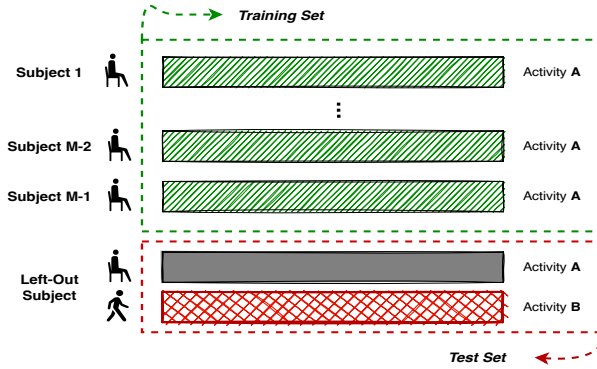 Training Set
Subject 1 Activity A
...
Subject M-2 Activity A
Subject M-1 Activity A
Left-Out
Subject
Activity A
Activity B
Test Set